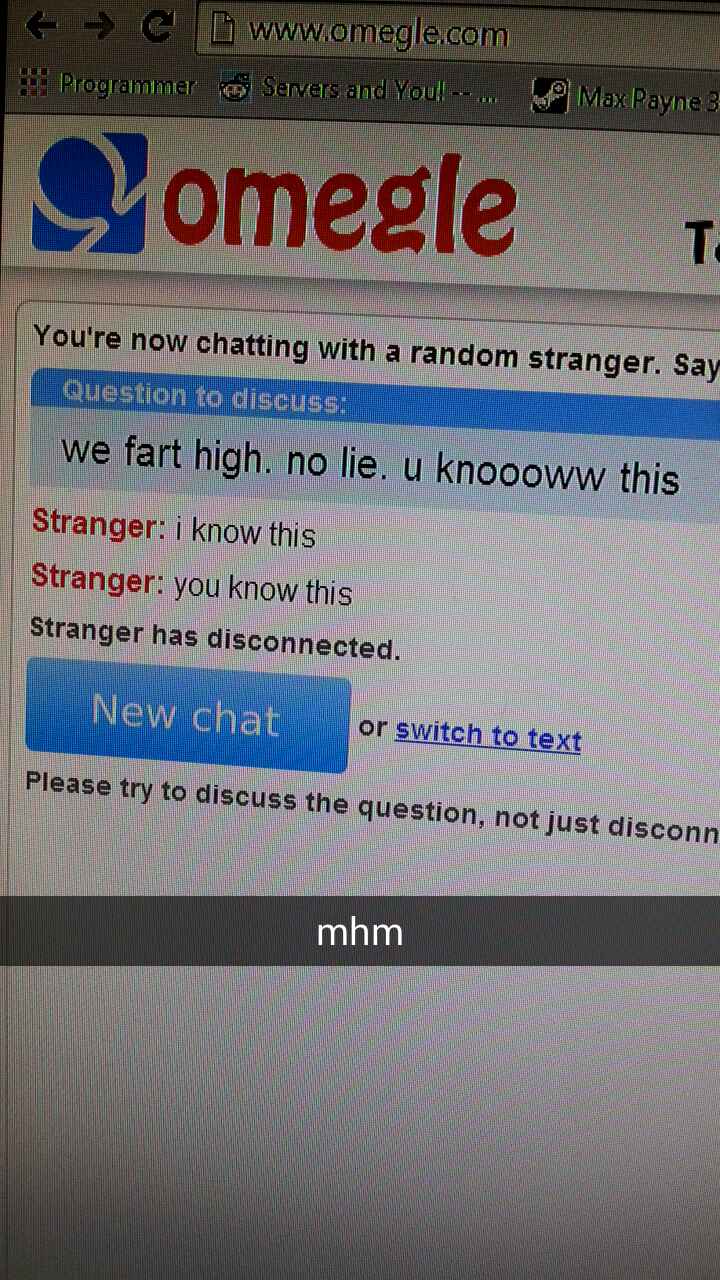 www.omegle.com
Programmer Servers and You!! -- ... Max Payne 3
omegle
You're now chatting with a random stranger. Say
Question to discuss:
we fart high. no lie. u knoooww this
Stranger: i know this
Stranger: you know this
Stranger has disconnected.
New chat or switch to text
Please try to discuss the question, not just disconn
mhm